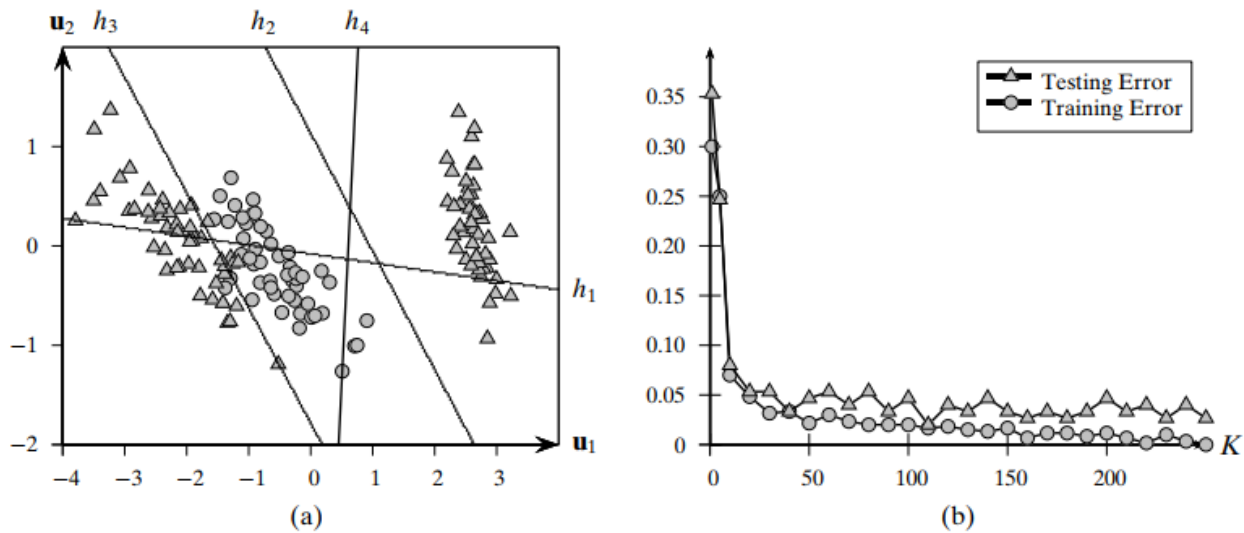 u2 h3 h2 h4
1
0
−1
−2
h1
u1
−4 −3 −2 −1 0 1 2 3
(a)
Testing Error
Training Error
0.35
0.30
0.25
0.20
0.15
0.10
0.05
0
K
0 50 100 150 200
(b)